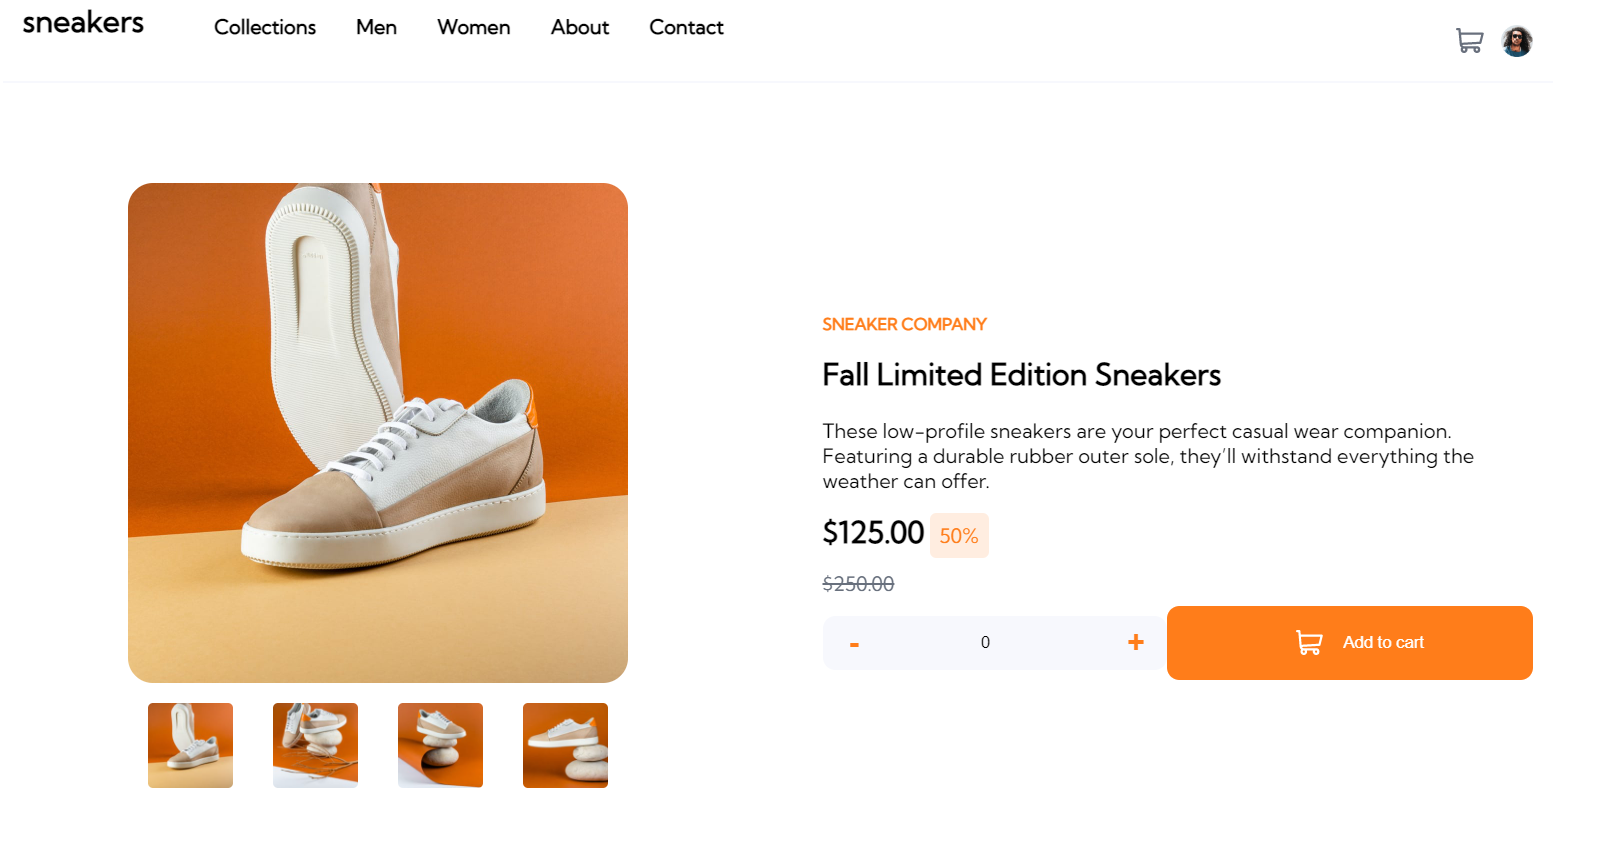 sneakers
Collections Men Women About Contact
SNEAKER COMPANY
Fall Limited Edition Sneakers
These low-profile sneakers are your perfect casual wear companion.
Featuring a durable rubber outer sole, they’ll withstand everything the
weather can offer.
$125.00 50%
$250.00
- 0 + Add to cart